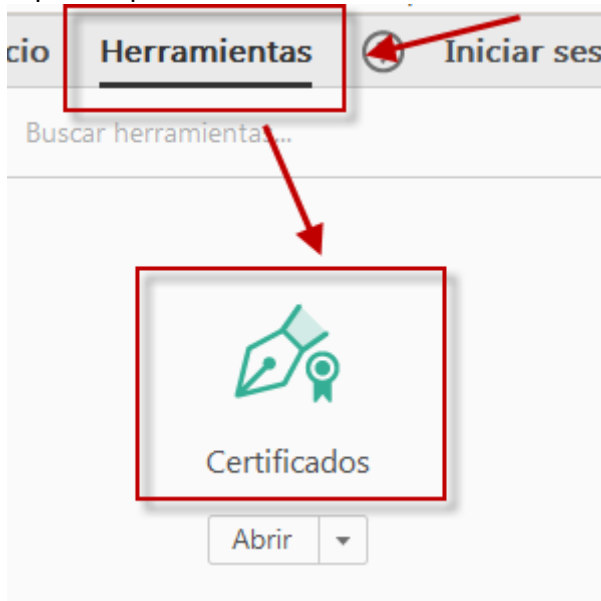 cio Herramientas Iniciar ses
Buscar herramientas...
Certificados
Abrir